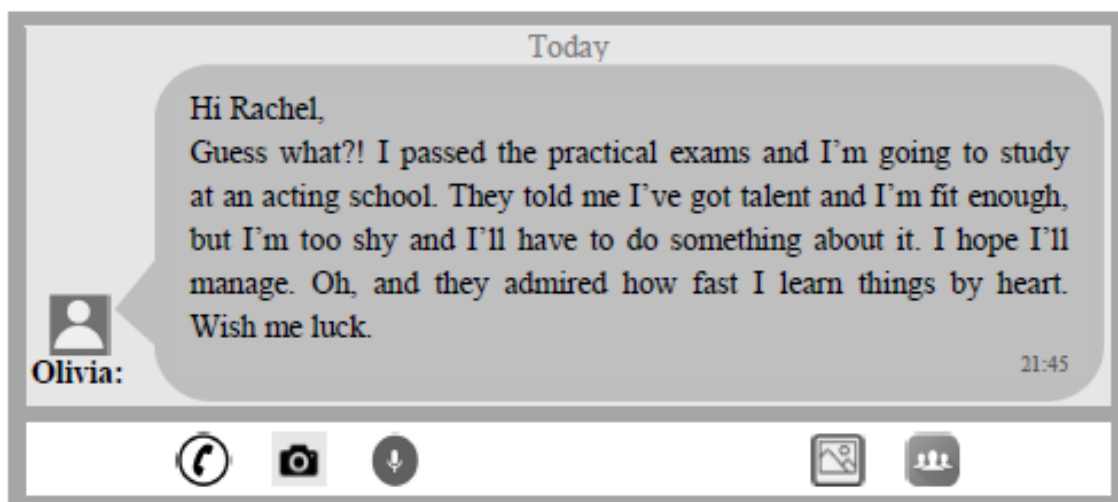 Today
Hi Rachel,
Guess what?! I passed the practical exams and I'm going to study
at an acting school. They told me I've got talent and I'm fit enough,
but I'm too shy and I'll have to do something about it. I hope I'll
manage. Oh, and they admired how fast I learn things by heart.
Wish me luck.
21:45
Olivia: